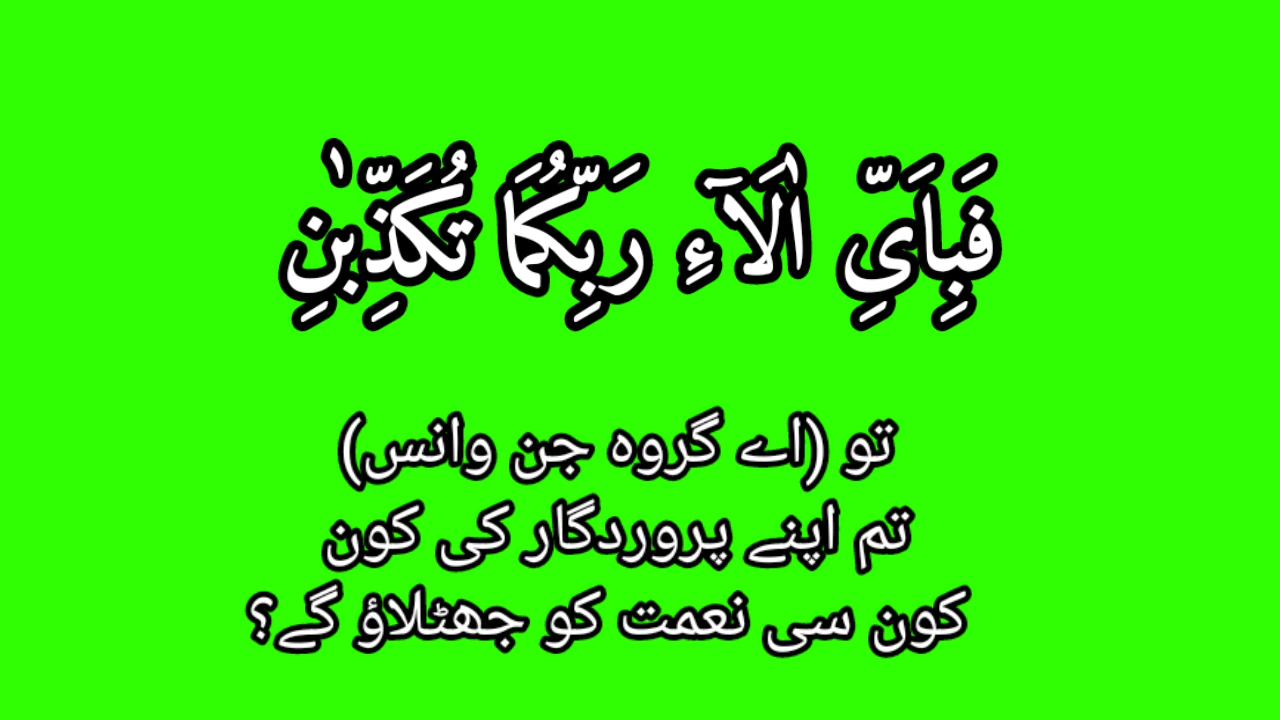 فَبِاَیِّ اٰلَآءِ رَبِّكُمَا تُكَذِّبٰنِ
تو (اے گروہ جن وانس)
تم اپنے پروردگار کی کون
کون سی نعمت کو جھٹلاؤ گے؟